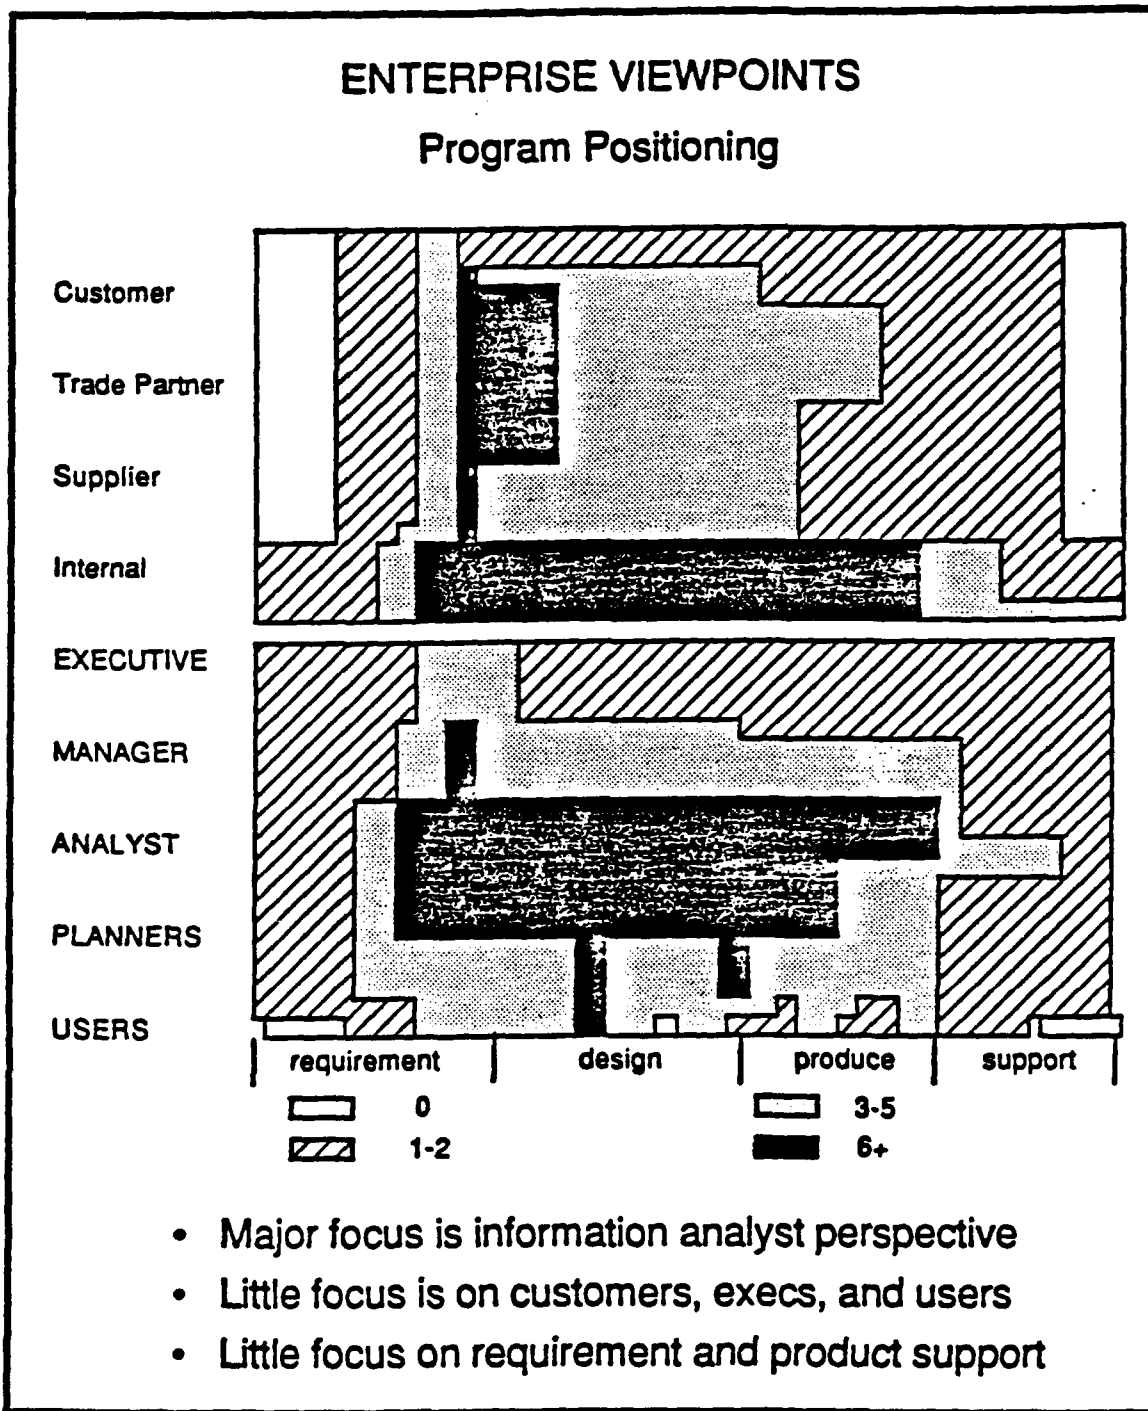 ENTERPRISE VIEWPOINTS
Program Positioning
Customer
Trade Partner
Supplier
Internal
EXECUTIVE
MANAGER
ANALYST
PLANNERS
USERS
requirement design produce support
0 3-5
1-2 6+
• Major focus is information analyst perspective
• Little focus is on customers, execs, and users
• Little focus on requirement and product support